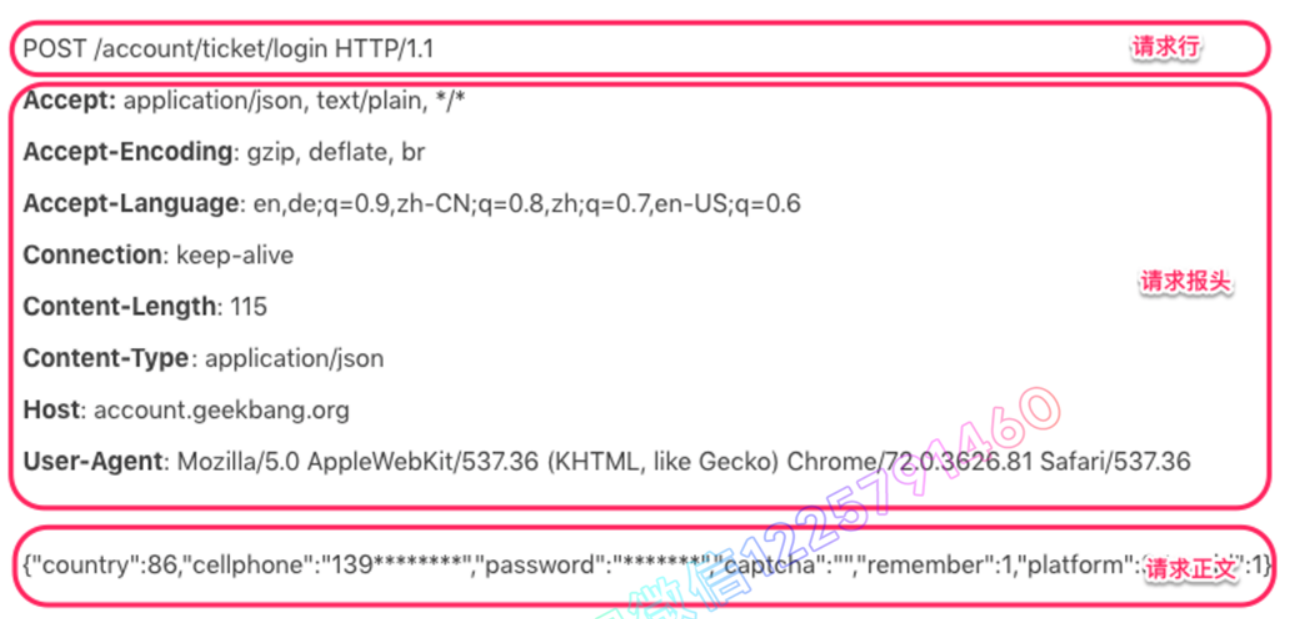 POST /account/ticket/login HTTP/1.1 请求行
Accept: application/json, text/plain, */*
Accept-Encoding: gzip, deflate, br
Accept-Language: en,de;q=0.9,zh-CN;q=0.8,zh;q=0.7,en-US;q=0.6
Connection: keep-alive
请求报头
Content-Length: 115
Content-Type: application/json
Host: account.geekbang.org
User-Agent: Mozilla/5.0 AppleWebKit/537.36 (KHTML, like Gecko) Chrome/72.0.3626.81 Safari/537.36
{"country":86,"cellphone":"139********","password":"*******","captcha":"","remember":1,"platform": :1}
请求正文
微信1225791460